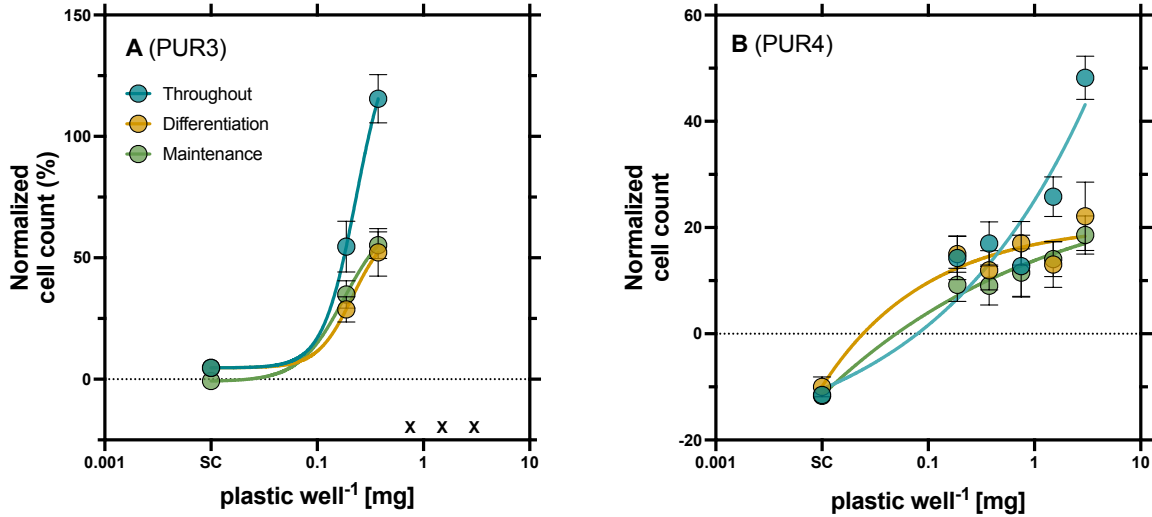 A (PUR3)
Throughout
Differentiation
Maintenance
Normalized
cell count (%)
150
100
50
0
x x x
0.001 SC 0.1 1 10
plastic well⁻¹ [mg]
B (PUR4)
Normalized
cell count
60
40
20
0
-20
0.001 SC 0.1 1 10
plastic well⁻¹ [mg]